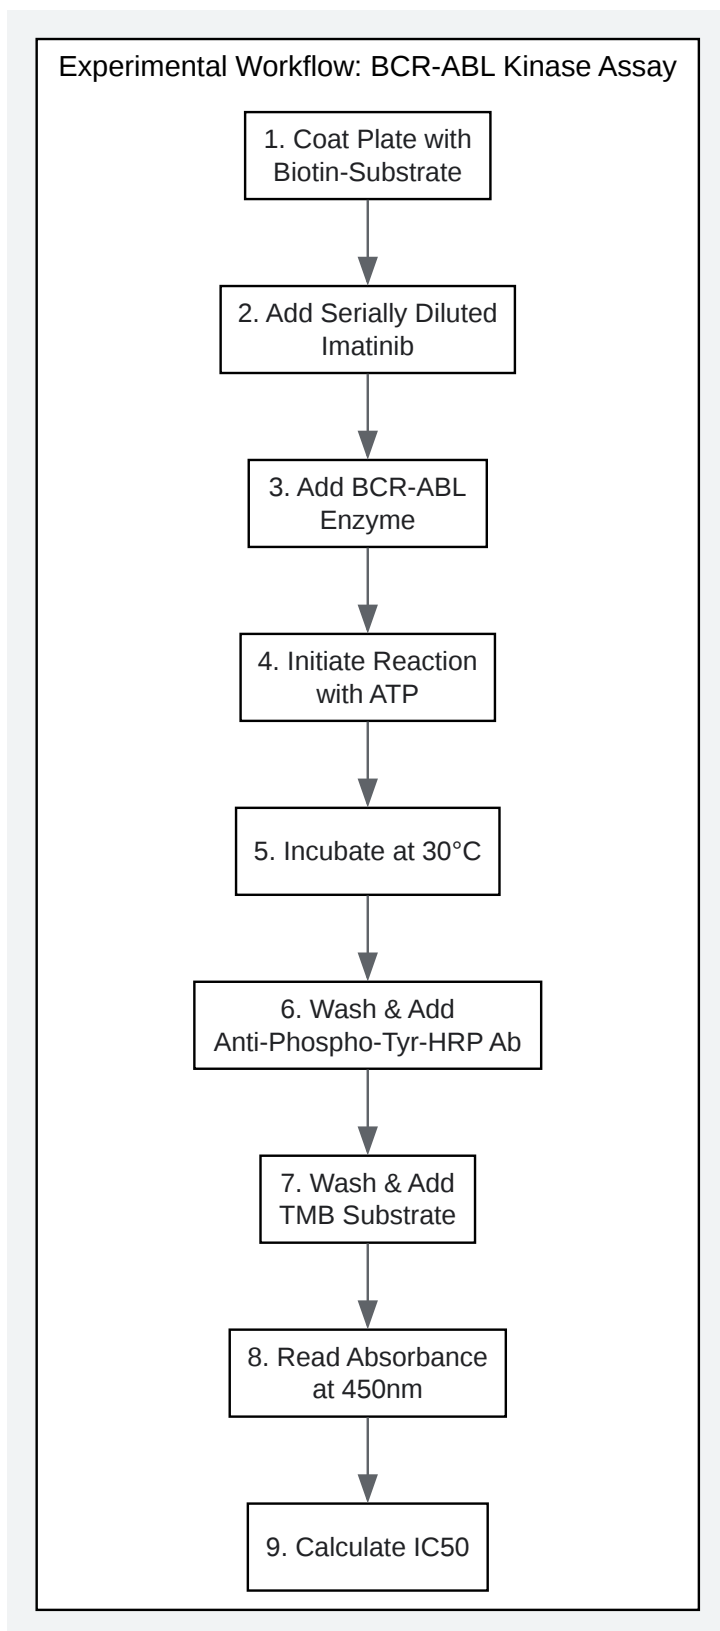 Experimental Workflow: BCR-ABL Kinase Assay
1. Coat Plate with
Biotin-Substrate
2. Add Serially Diluted
Imatinib
3. Add BCR-ABL
Enzyme
4. Initiate Reaction
with ATP
5. Incubate at 30°C
6. Wash & Add
Anti-Phospho-Tyr-HRP Ab
7. Wash & Add
TMB Substrate
8. Read Absorbance
at 450nm
9. Calculate IC50